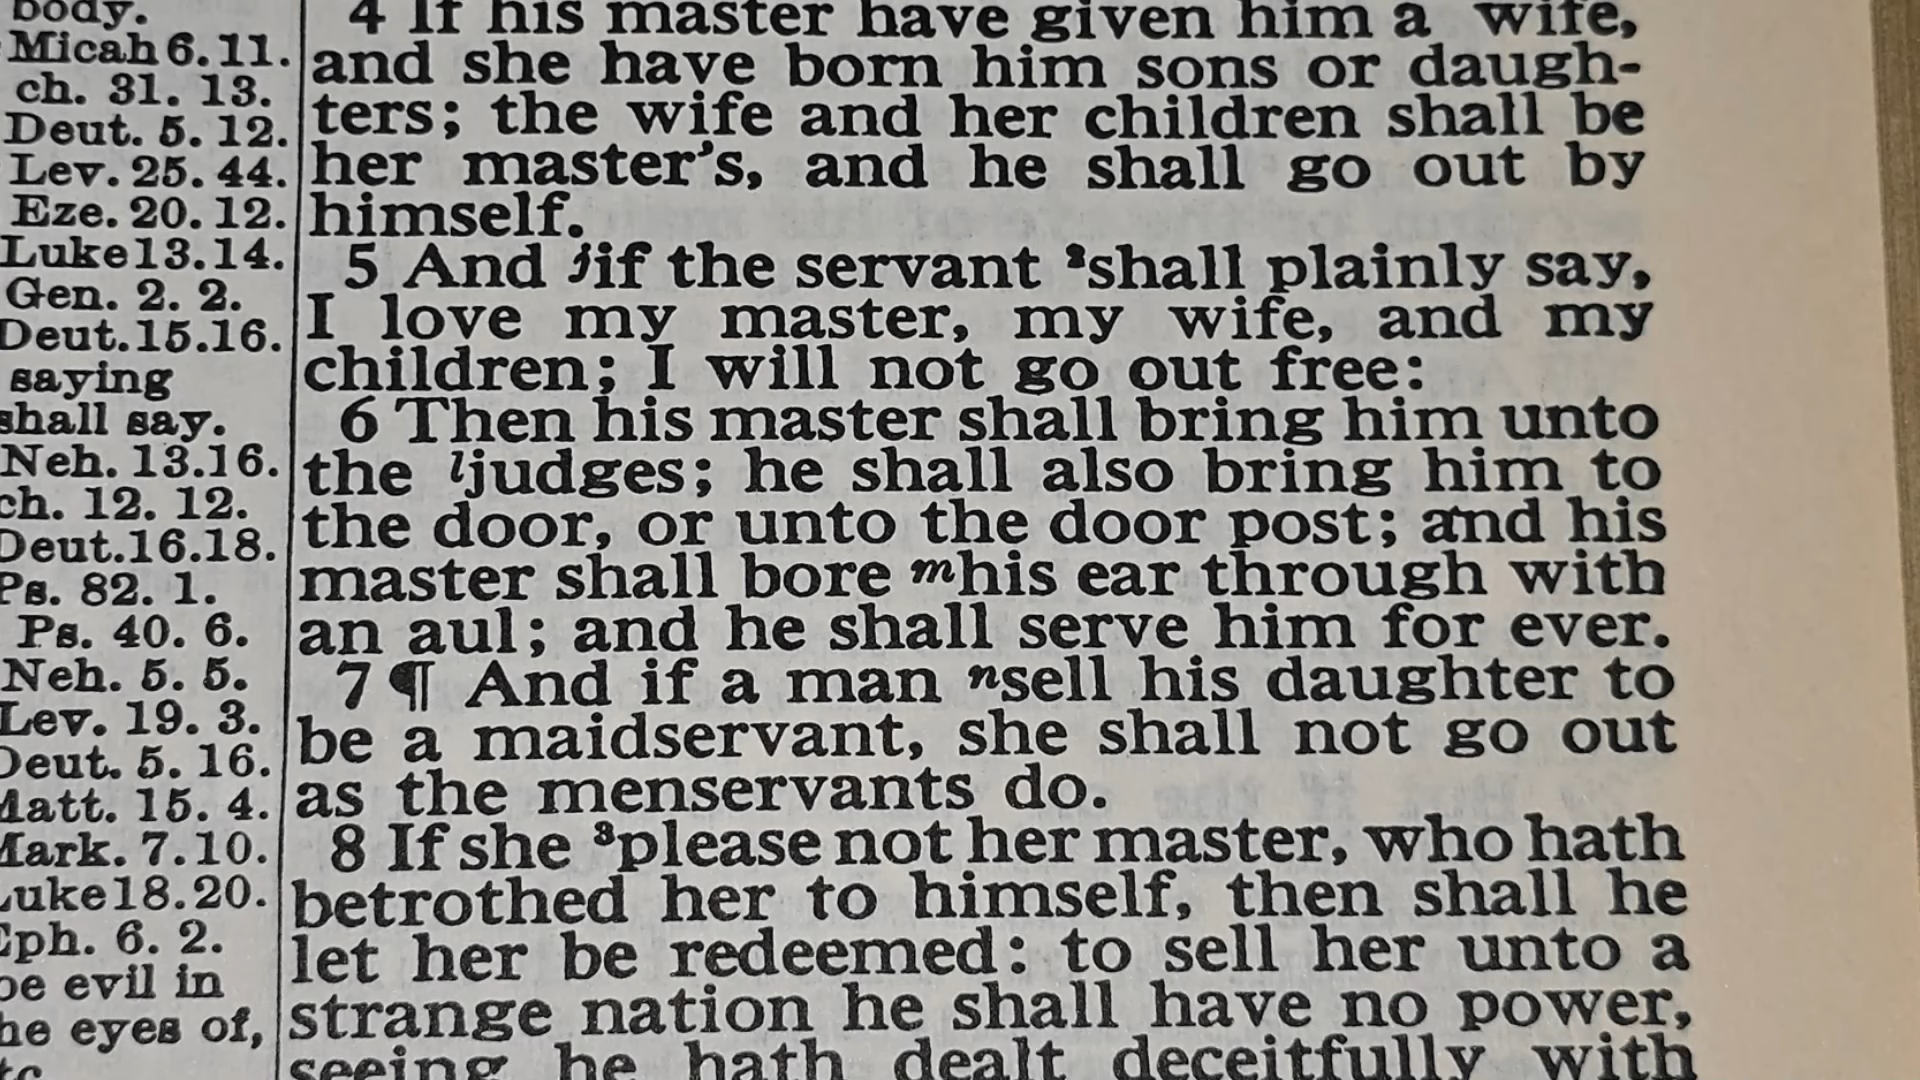 body.
Micah 6. 11.
ch. 31. 13.
Deut. 5. 12.
Lev. 25. 44.
Eze. 20. 12.
Luke 13. 14.
Gen. 2. 2.
Deut. 15. 16.
saying
shall say.
Neh. 13. 16.
ch. 12. 12.
Deut. 16. 18.
Ps. 82. 1.
Ps. 40. 6.
Neh. 5. 5.
Lev. 19. 3.
Deut. 5. 16.
Matt. 15. 4.
Mark. 7. 10.
Luke 18. 20.
Eph. 6. 2.
be evil in
the eyes of,
4 If his master have given him a wife,
and she have born him sons or daugh-
ters; the wife and her children shall be
her master's, and he shall go out by
himself.
5 And j if the servant ²shall plainly say,
I love my master, my wife, and my
children; I will not go out free:
6 Then his master shall bring him unto
the l judges; he shall also bring him to
the door, or unto the door post; and his
master shall bore m his ear through with
an aul; and he shall serve him for ever.
7 ¶ And if a man n sell his daughter to
be a maidservant, she shall not go out
as the menservants do.
8 If she ³please not her master, who hath
betrothed her to himself, then shall he
let her be redeemed: to sell her unto a
strange nation he shall have no power,
seeing he hath dealt deceitfully with